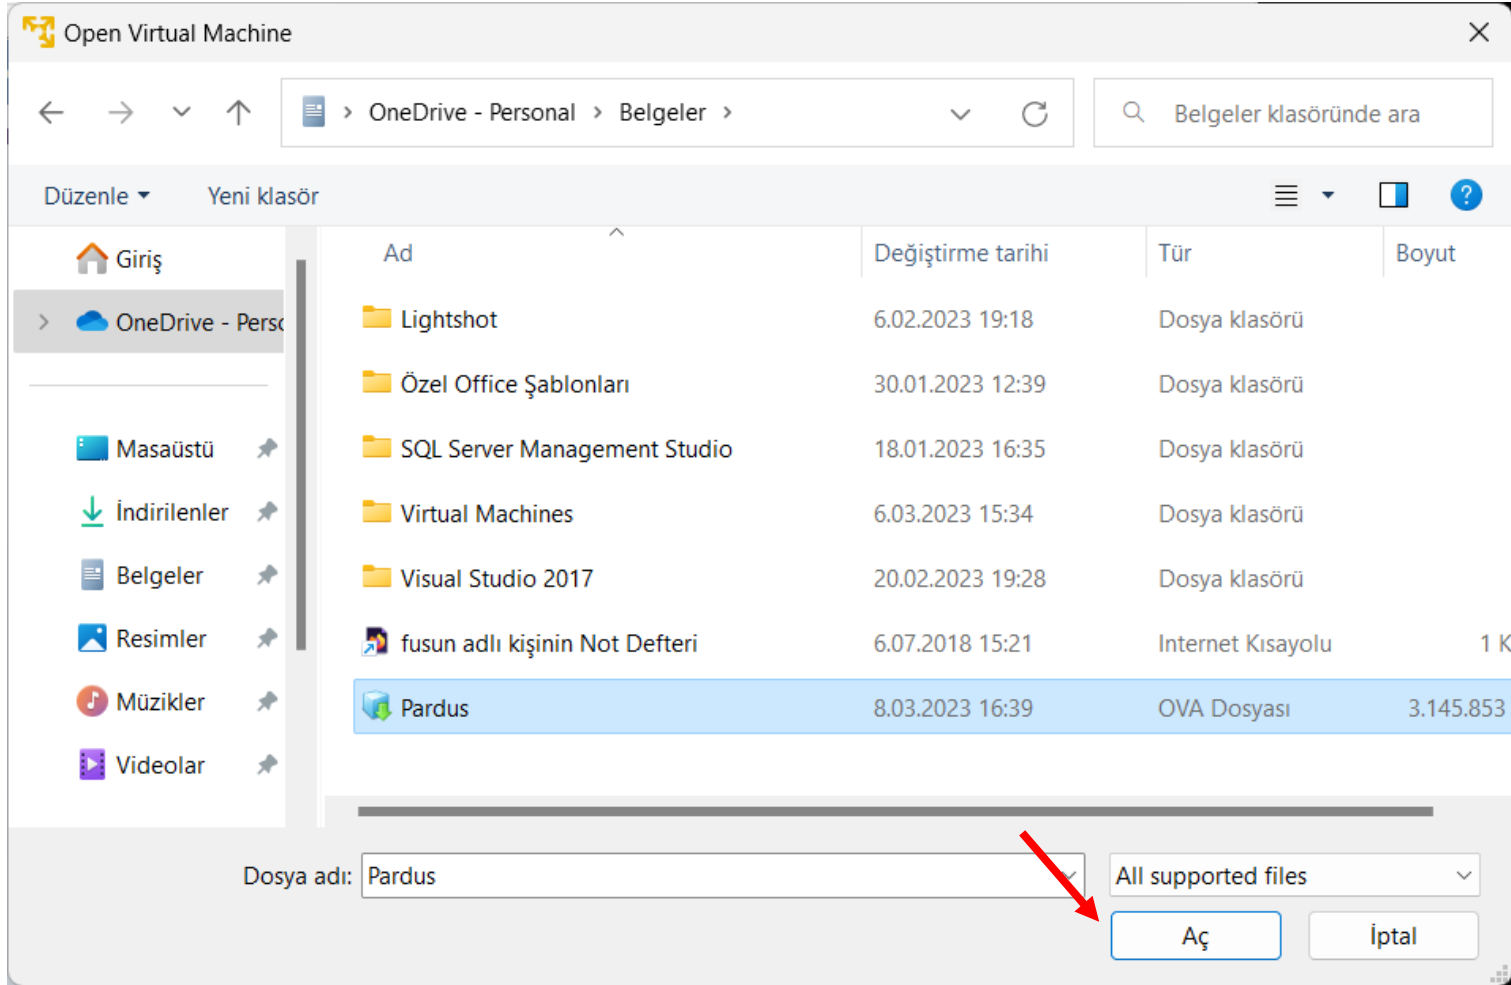 Open Virtual Machine
OneDrive - Personal > Belgeler >
Belgeler klasöründe ara
Düzenle Yeni klasör
Giriş
OneDrive - Perso
Masaüstü
İndirilenler
Belgeler
Resimler
Müzikler
Videolar
Ad Değiştirme tarihi Tür Boyut
Lightshot 6.02.2023 19:18 Dosya klasörü
Özel Office Şablonları 30.01.2023 12:39 Dosya klasörü
SQL Server Management Studio 18.01.2023 16:35 Dosya klasörü
Virtual Machines 6.03.2023 15:34 Dosya klasörü
Visual Studio 2017 20.02.2023 19:28 Dosya klasörü
fusun adlı kişinin Not Defteri 6.07.2018 15:21 Internet Kısayolu 1 K
Pardus 8.03.2023 16:39 OVA Dosyası 3.145.853
Dosya adı: Pardus All supported files
Aç İptal